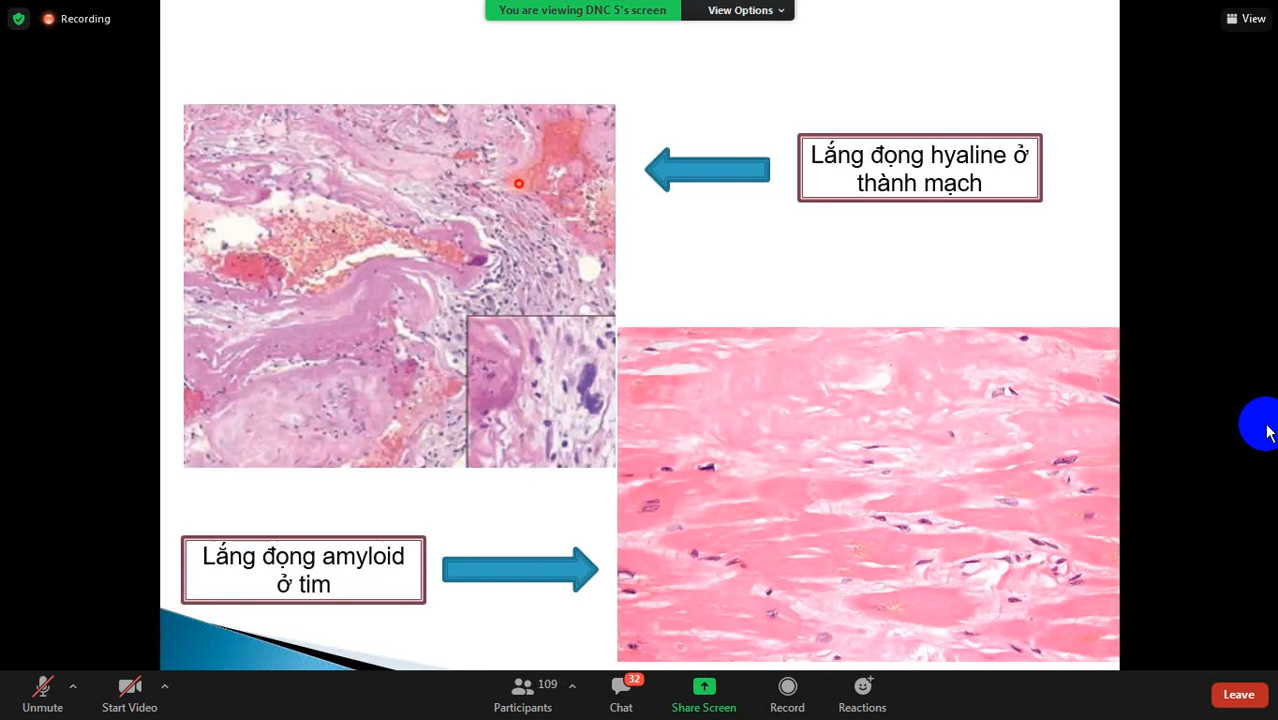 Recording
You are viewing DNC 5's screen
View Options
View
Lắng đọng hyaline ở
thành mạch
Lắng đọng amyloid
ở tim
Unmute
Start Video
109
Participants
32
Chat
Share Screen
Record
Reactions
Leave